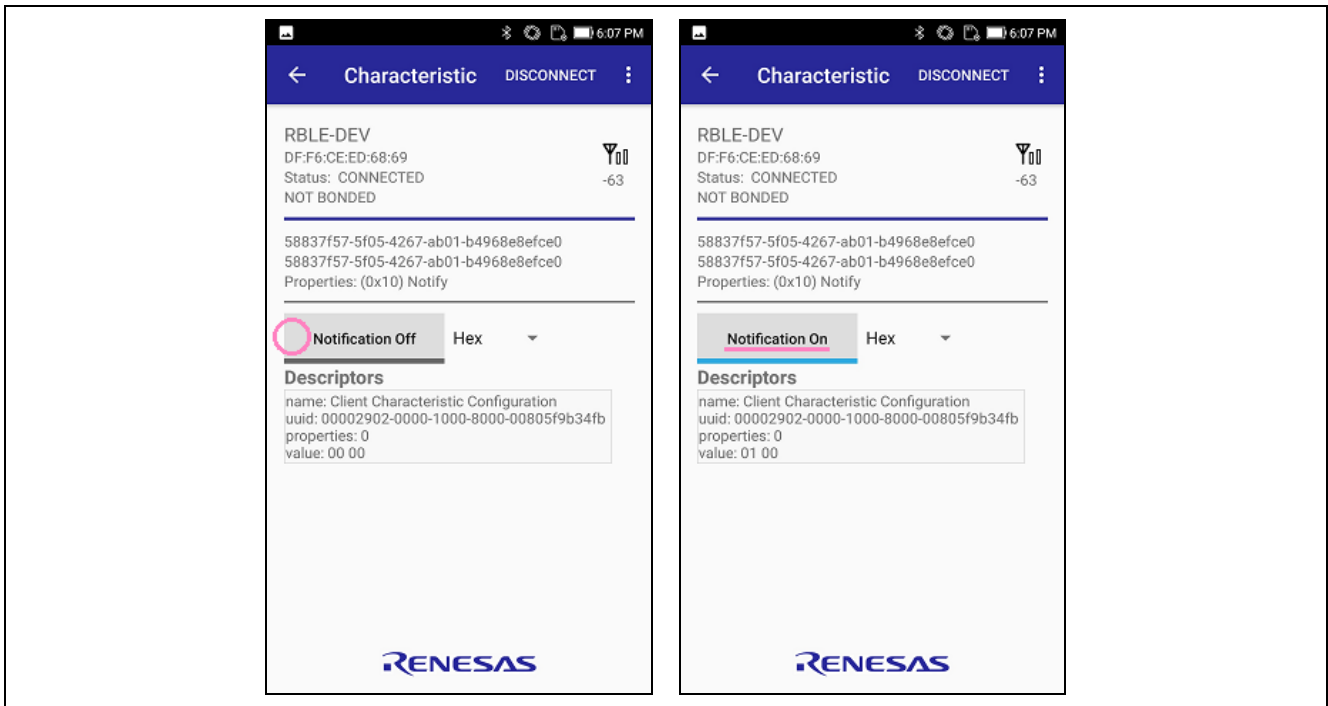 6:07 PM
Characteristic DISCONNECT
RBLE-DEV
DF:F6:CE:ED:68:69
Status: CONNECTED
-63
NOT BONDED
58837f57-5f05-4267-ab01-b4968e8efce0
58837f57-5f05-4267-ab01-b4968e8efce0
Properties: (0x10) Notify
Notification Off Hex
Descriptors
name: Client Characteristic Configuration
uuid: 00002902-0000-1000-8000-00805f9b34fb
properties: 0
value: 00 00
RENESAS
6:07 PM
Characteristic DISCONNECT
RBLE-DEV
DF:F6:CE:ED:68:69
Status: CONNECTED
-63
NOT BONDED
58837f57-5f05-4267-ab01-b4968e8efce0
58837f57-5f05-4267-ab01-b4968e8efce0
Properties: (0x10) Notify
Notification On Hex
Descriptors
name: Client Characteristic Configuration
uuid: 00002902-0000-1000-8000-00805f9b34fb
properties: 0
value: 01 00
RENESAS